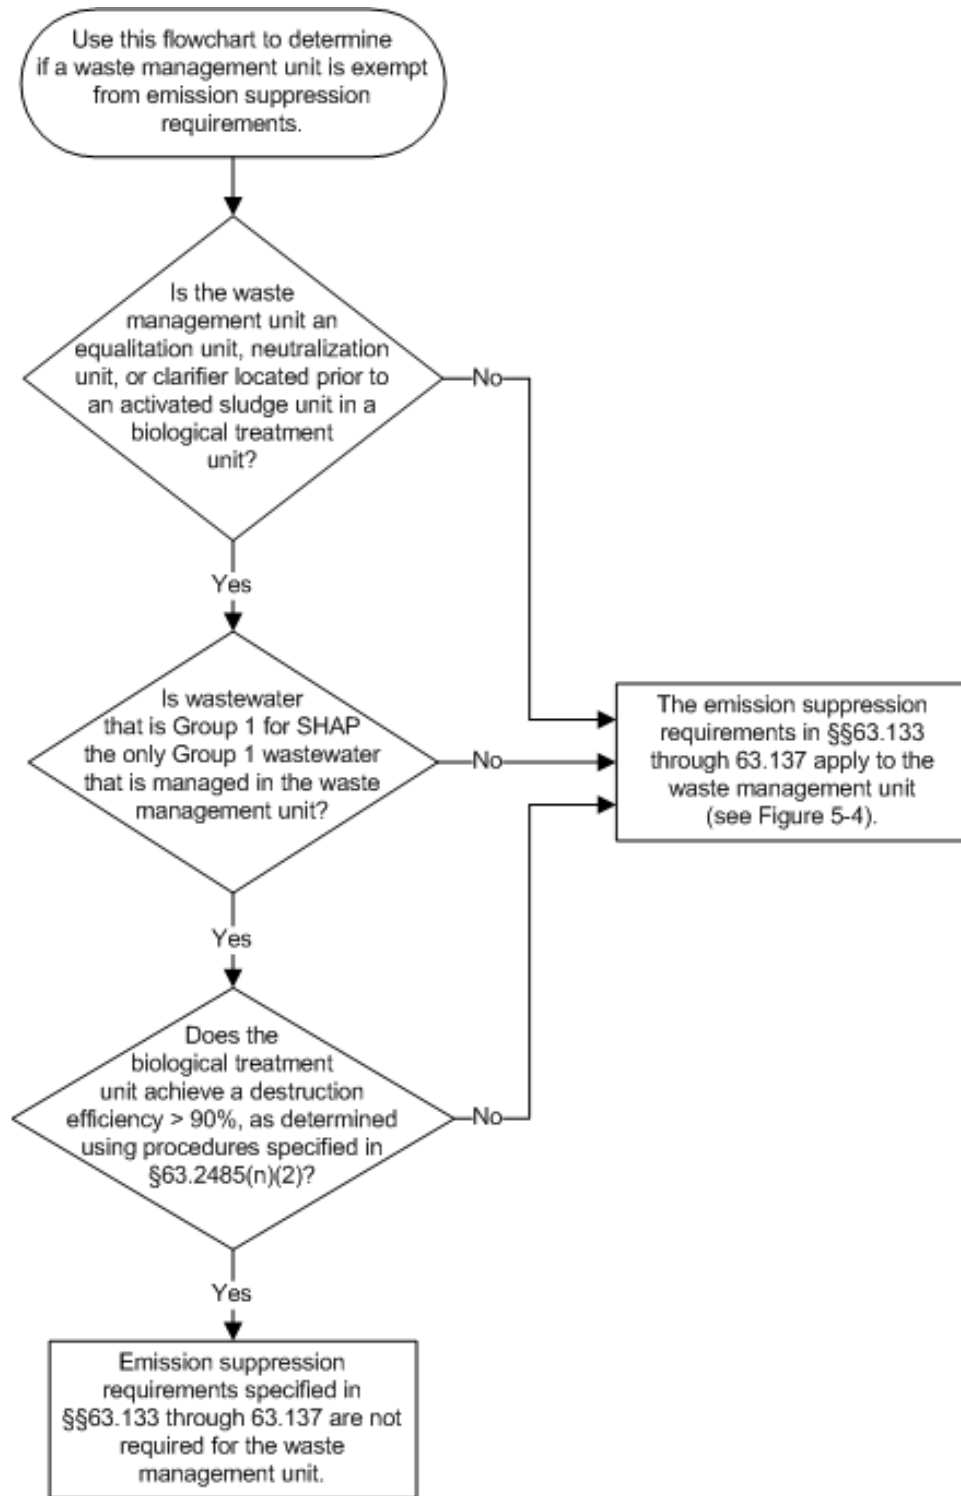 Use this flowchart to determine
if a waste management unit is exempt
from emission suppression
requirements.
Is the waste
management unit an
equalitation unit, neutralization
unit, or clarifier located prior to
an activated sludge unit in a
biological treatment
unit?
No
Yes
Is wastewater
that is Group 1 for SHAP
the only Group 1 wastewater
that is managed in the waste
management unit?
No
The emission suppression
requirements in §§63.133
through 63.137 apply to the
waste management unit
(see Figure 5-4).
Yes
Does the
biological treatment
unit achieve a destruction
efficiency > 90%, as determined
using procedures specified in
§63.2485(n)(2)?
No
Yes
Emission suppression
requirements specified in
§§63.133 through 63.137 are not
required for the waste
management unit.